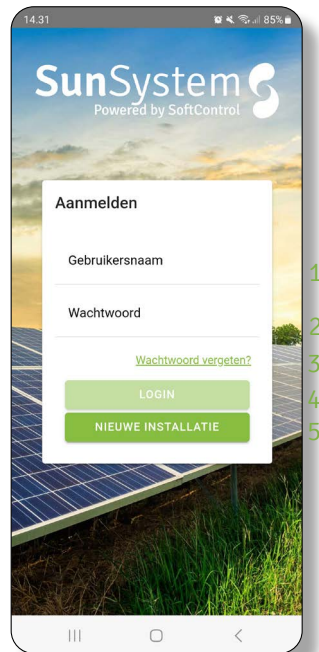 14.31 85%
SunSystem
Powered by SoftControl
Aanmelden
Gebruikersnaam
1
Wachtwoord
2
Wachtwoord vergeten?
3
LOGIN
4
NIEUWE INSTALLATIE
5